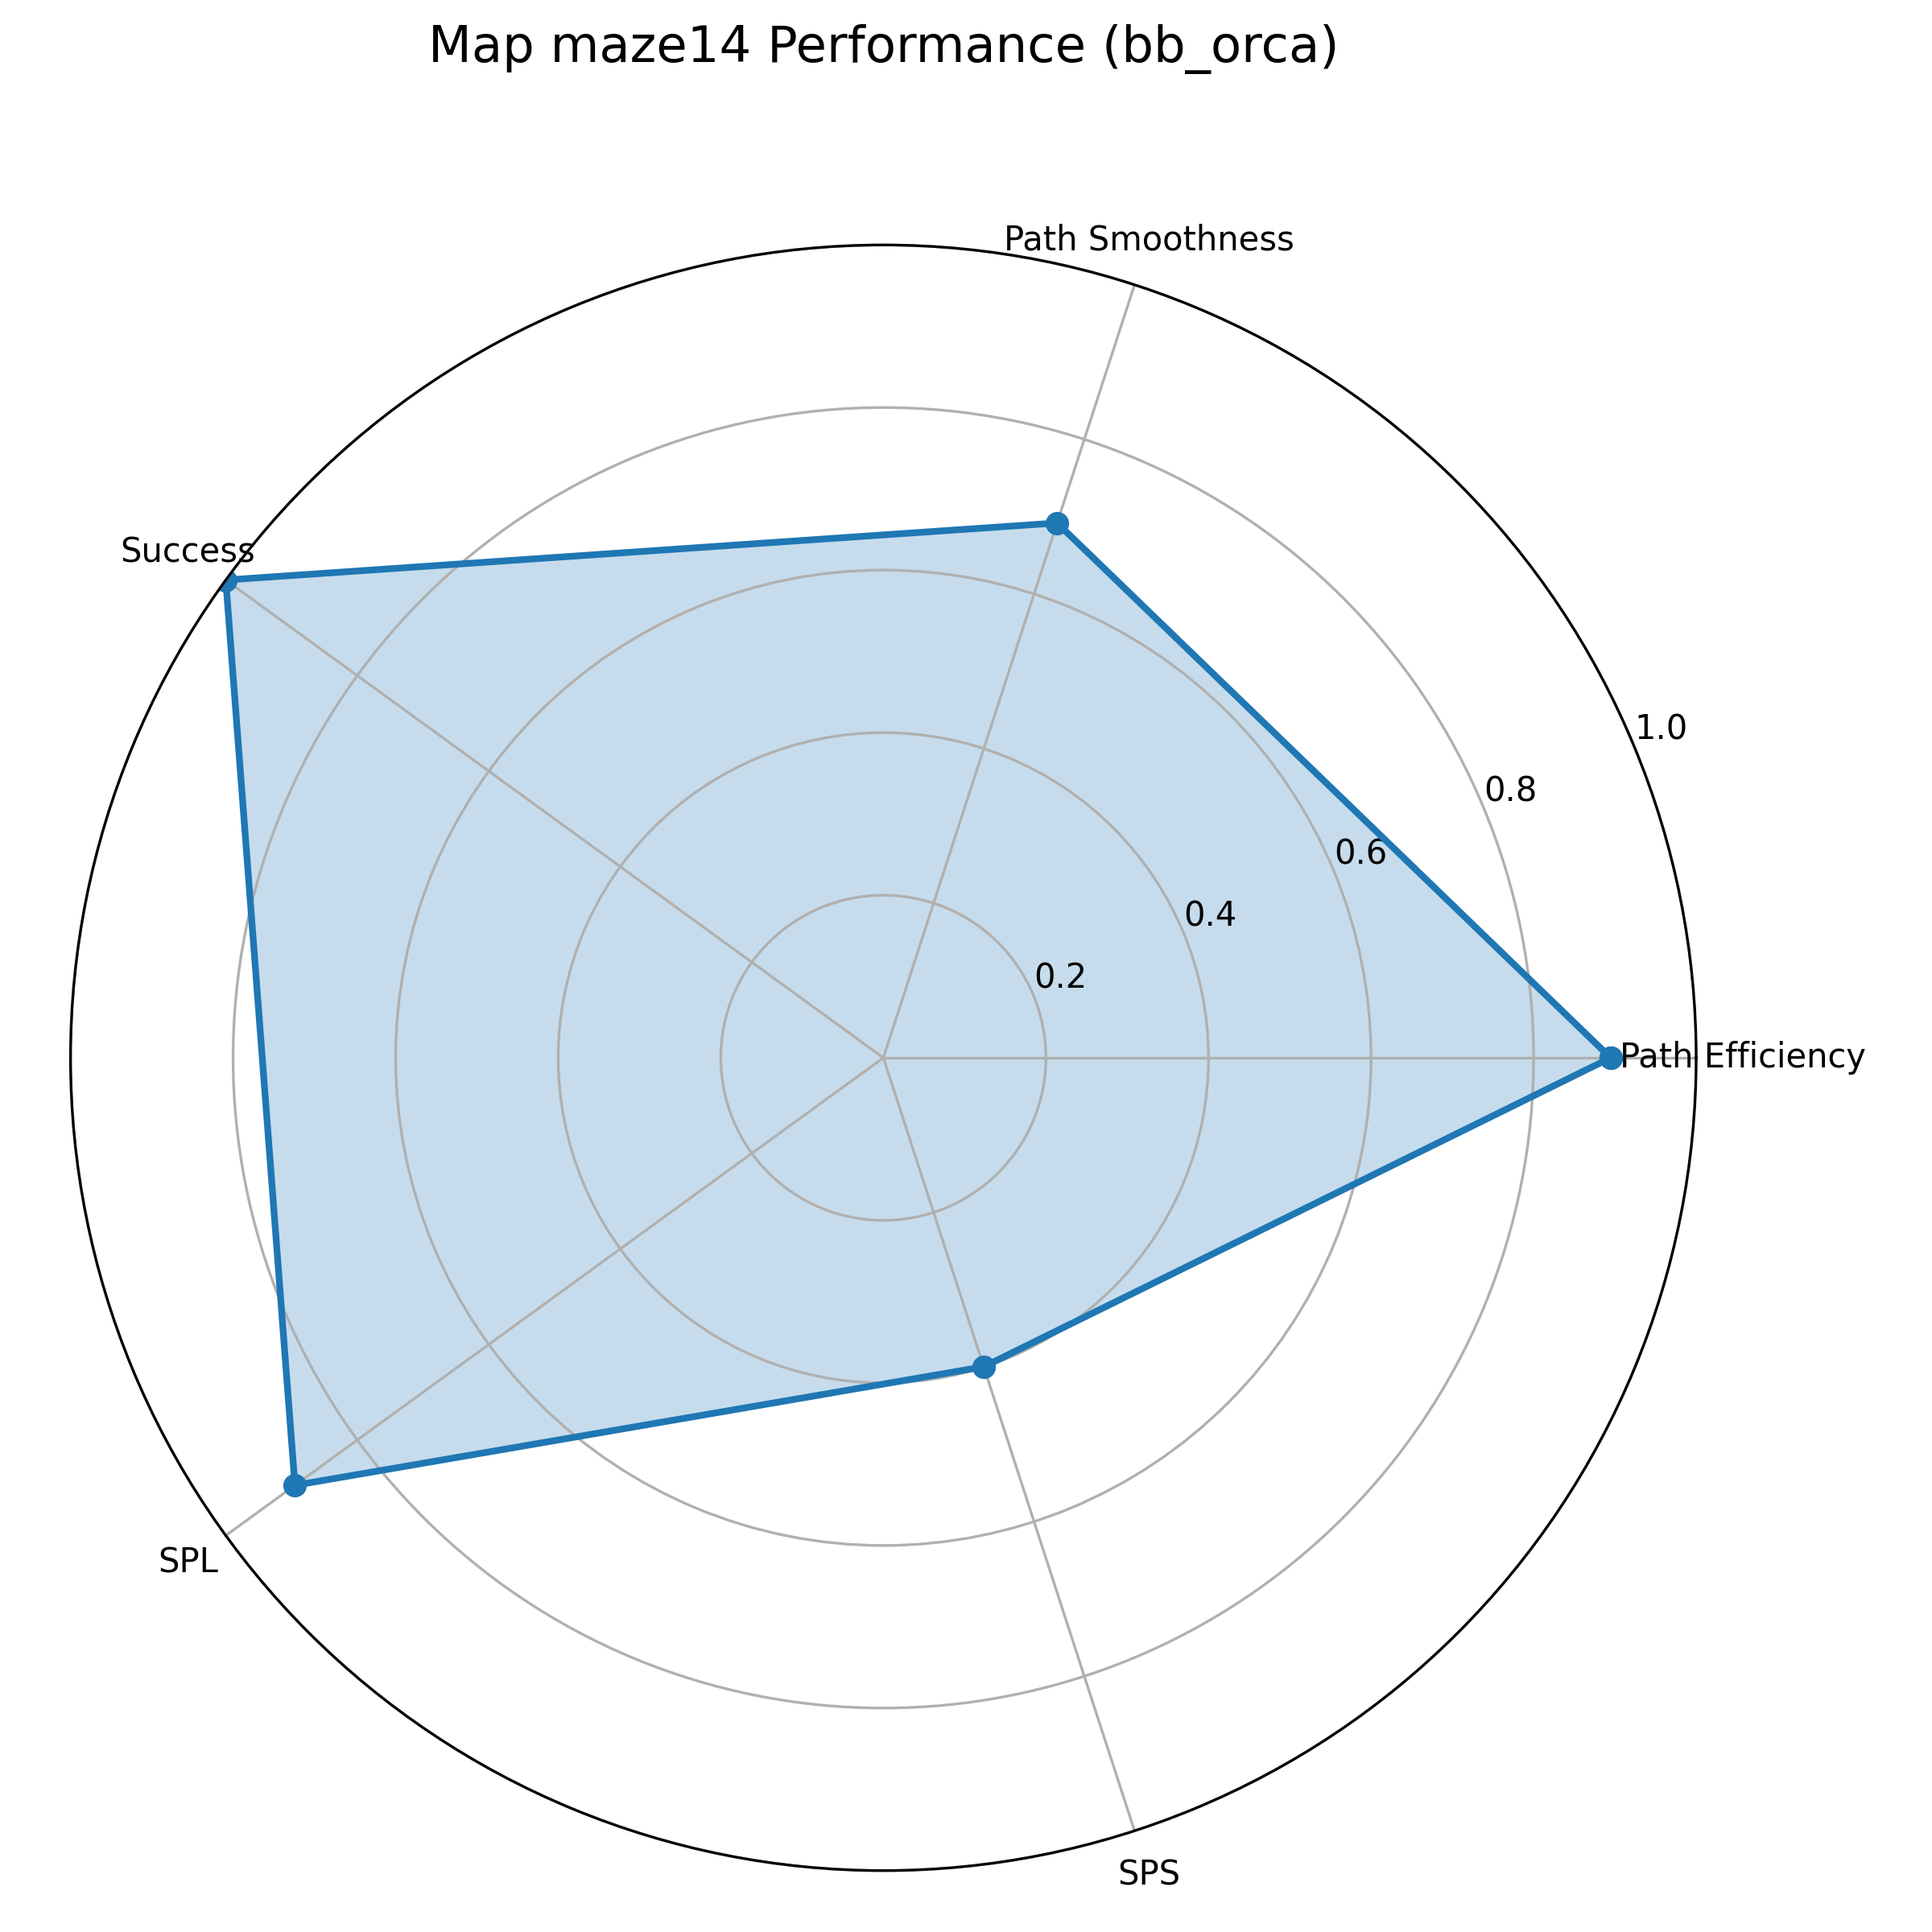 Map maze14 Performance (bb_orca)
Path Smoothness
Success
1.0
0.8
0.6
0.4
0.2
Path Efficiency
SPL
SPS